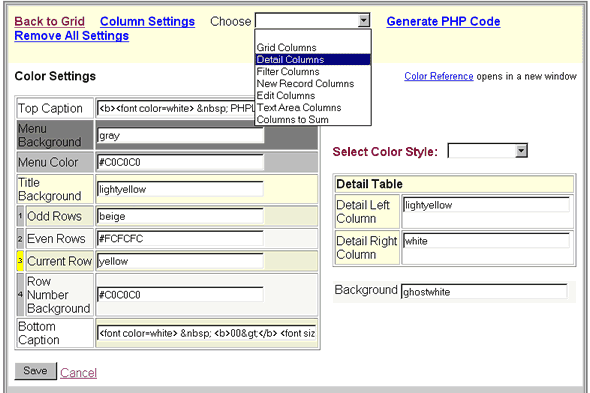 Back to Grid Column Settings Choose Generate PHP Code
Remove All Settings
Grid Columns
Detail Columns
Filter Columns
New Record Columns
Edit Columns
Text Area Columns
Columns to Sum
Color Settings
Color Reference opens in a new window
Top Caption <b><font color=white> &nbsp; PHPL
Menu Background gray
Menu Color #C0C0C0
Title Background lightyellow
1 Odd Rows beige
2 Even Rows #FCFCFC
3 Current Row yellow
4 Row Number Background #C0C0C0
Bottom Caption <font color=white> &nbsp; <b>00&gt;</b> <font siz
Select Color Style:
Detail Table
Detail Left Column lightyellow
Detail Right Column white
Background ghostwhite
Save Cancel